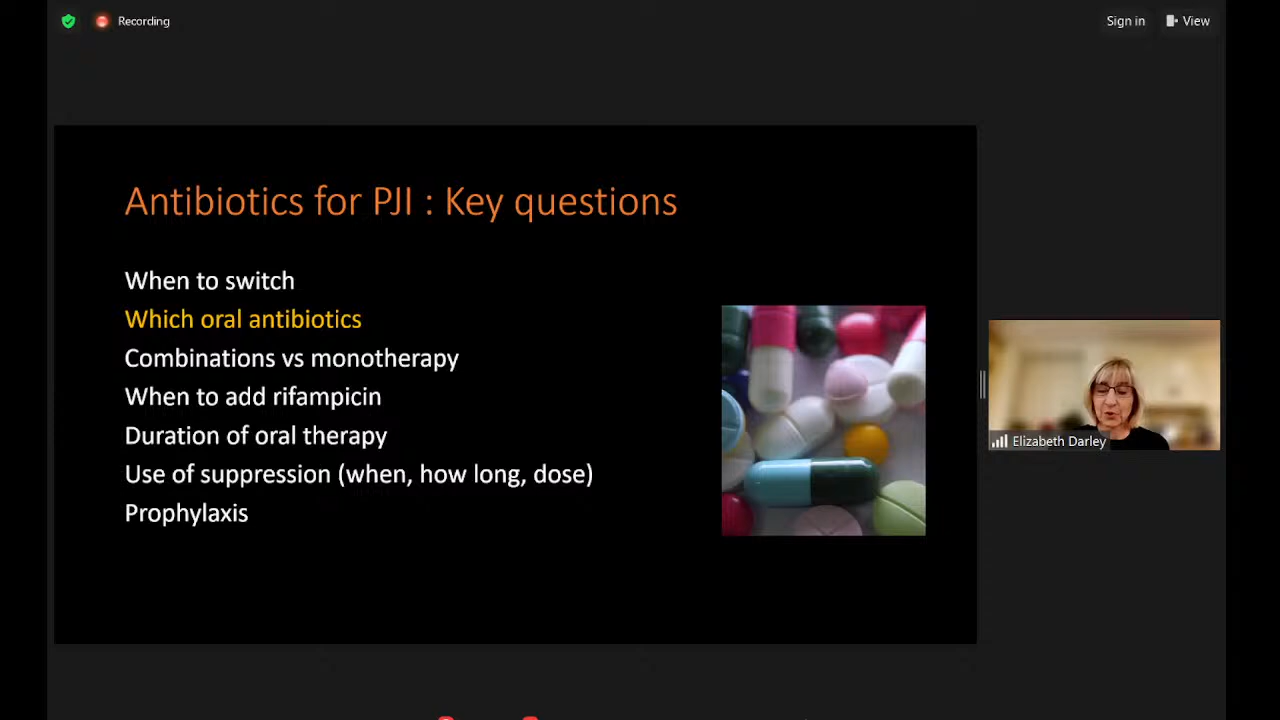 Recording
Sign in
View
Antibiotics for PJI : Key questions
When to switch
Which oral antibiotics
Combinations vs monotherapy
When to add rifampicin
Duration of oral therapy
Use of suppression (when, how long, dose)
Prophylaxis
Elizabeth Darley